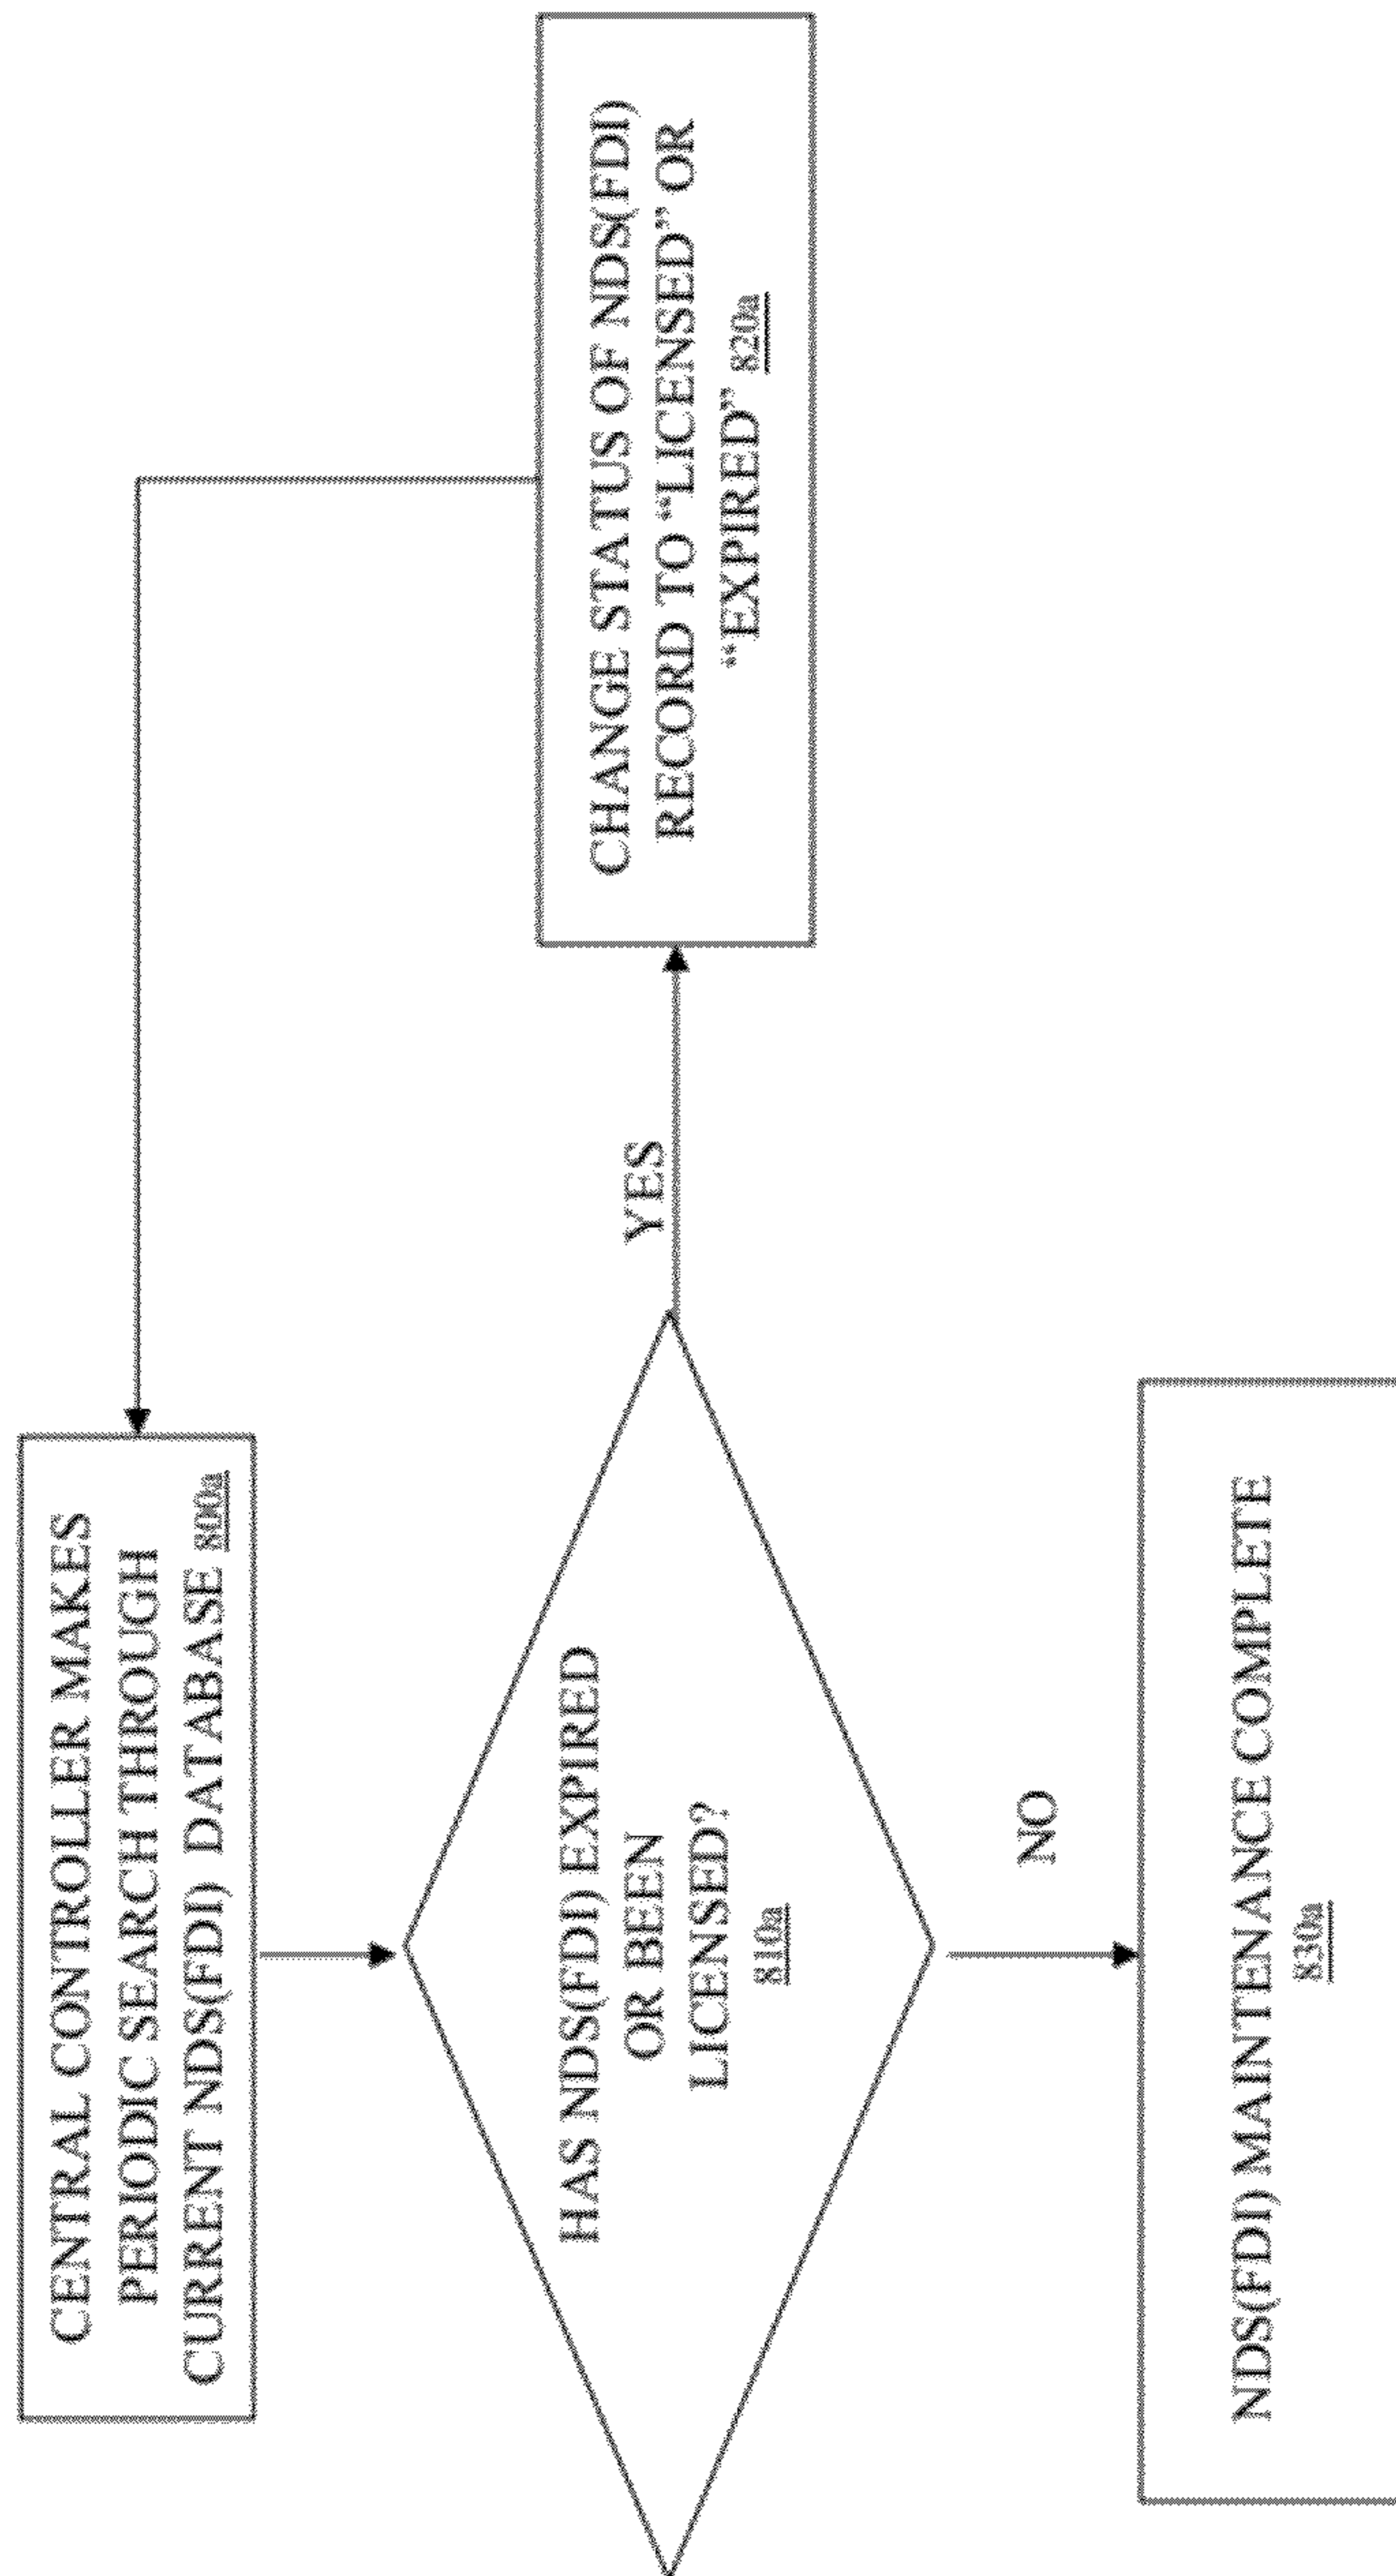 CENTRAL CONTROLLER MAKES
PERIODIC SEARCH THROUGH
CURRENT NDS(FDI) DATABASE 800a
HAS NDS(FDI) EXPIRED
OR BEEN
LICENSED?
810a
YES
CHANGE STATUS OF NDS(FDI)
RECORD TO “LICENSED” OR
“EXPIRED” 820a
NO
NDS(FDI) MAINTENANCE COMPLETE
830a